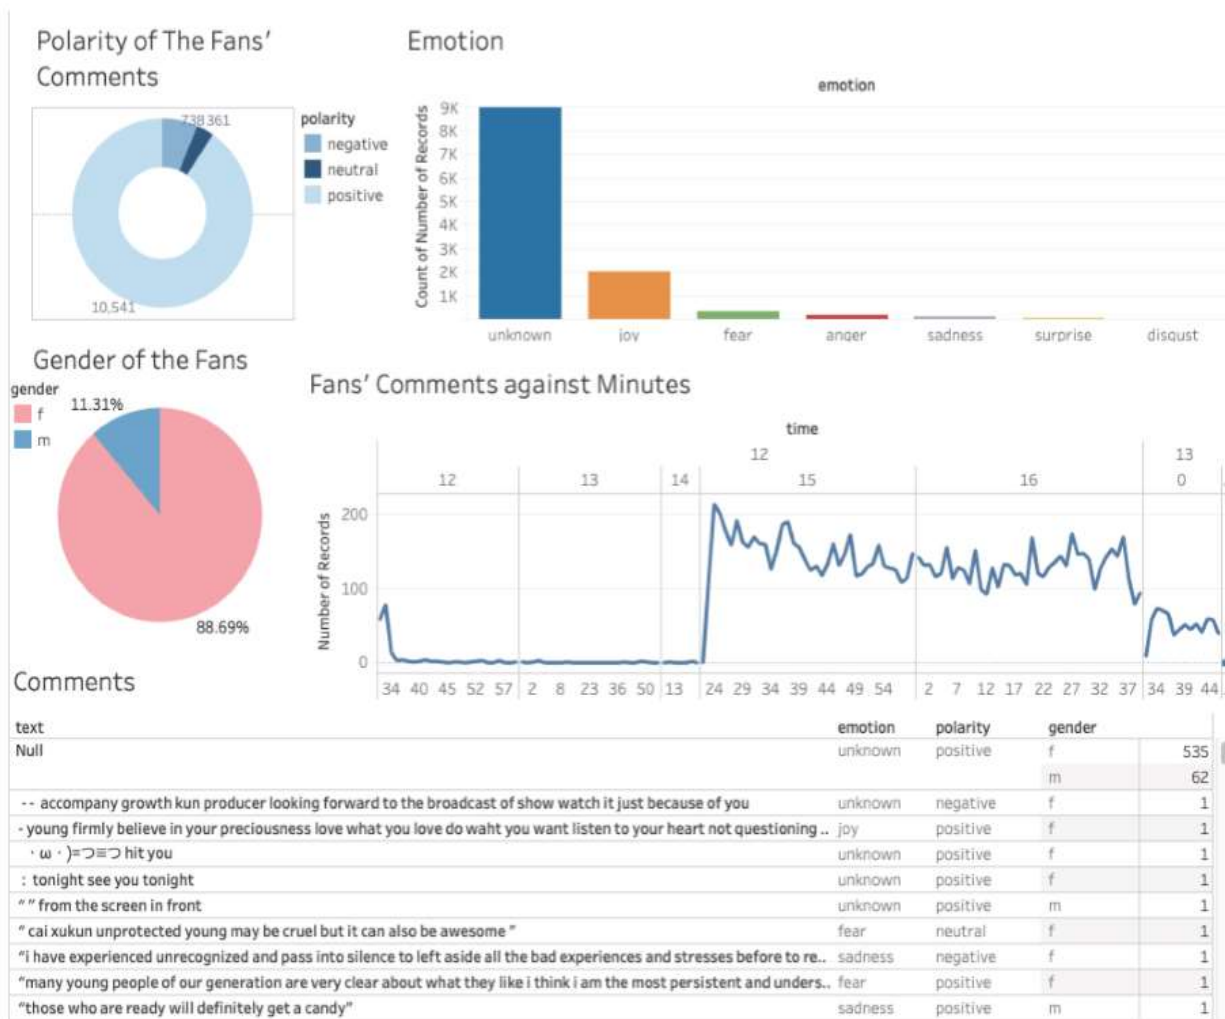 Polarity of The Fans'
Comments
738 361
10,541
polarity
negative
neutral
positive
Emotion
emotion
Count of Number of Records
9K
8K
7K
6K
5K
4K
3K
2K
1K
unknown joy fear anger sadness surprise disgust
Gender of the Fans
gender
f
m
11.31%
88.69%
Fans' Comments against Minutes
time
12 13
12 13 14 15 16 0
Number of Records
200
100
0
34 40 45 52 57 2 8 23 36 50 13 24 29 34 39 44 49 54 2 7 12 17 22 27 32 37 34 39 44
Comments
text emotion polarity gender
Null unknown positive f 535
m 62
-- accompany growth kun producer looking forward to the broadcast of show watch it just because of you unknown negative f 1
- young firmly believe in your preciousness love what you love do waht you want listen to your heart not questioning .. joy positive f 1
· ω · )=つ≡つ hit you unknown positive f 1
: tonight see you tonight unknown positive f 1
“ ” from the screen in front unknown positive m 1
“ cai xukun unprotected young may be cruel but it can also be awesome ” fear neutral f 1
“i have experienced unrecognized and pass into silence to left aside all the bad experiences and stresses before to re.. sadness negative f 1
“many young people of our generation are very clear about what they like i think i am the most persistent and unders.. fear positive f 1
“those who are ready will definitely get a candy” sadness positive m 1